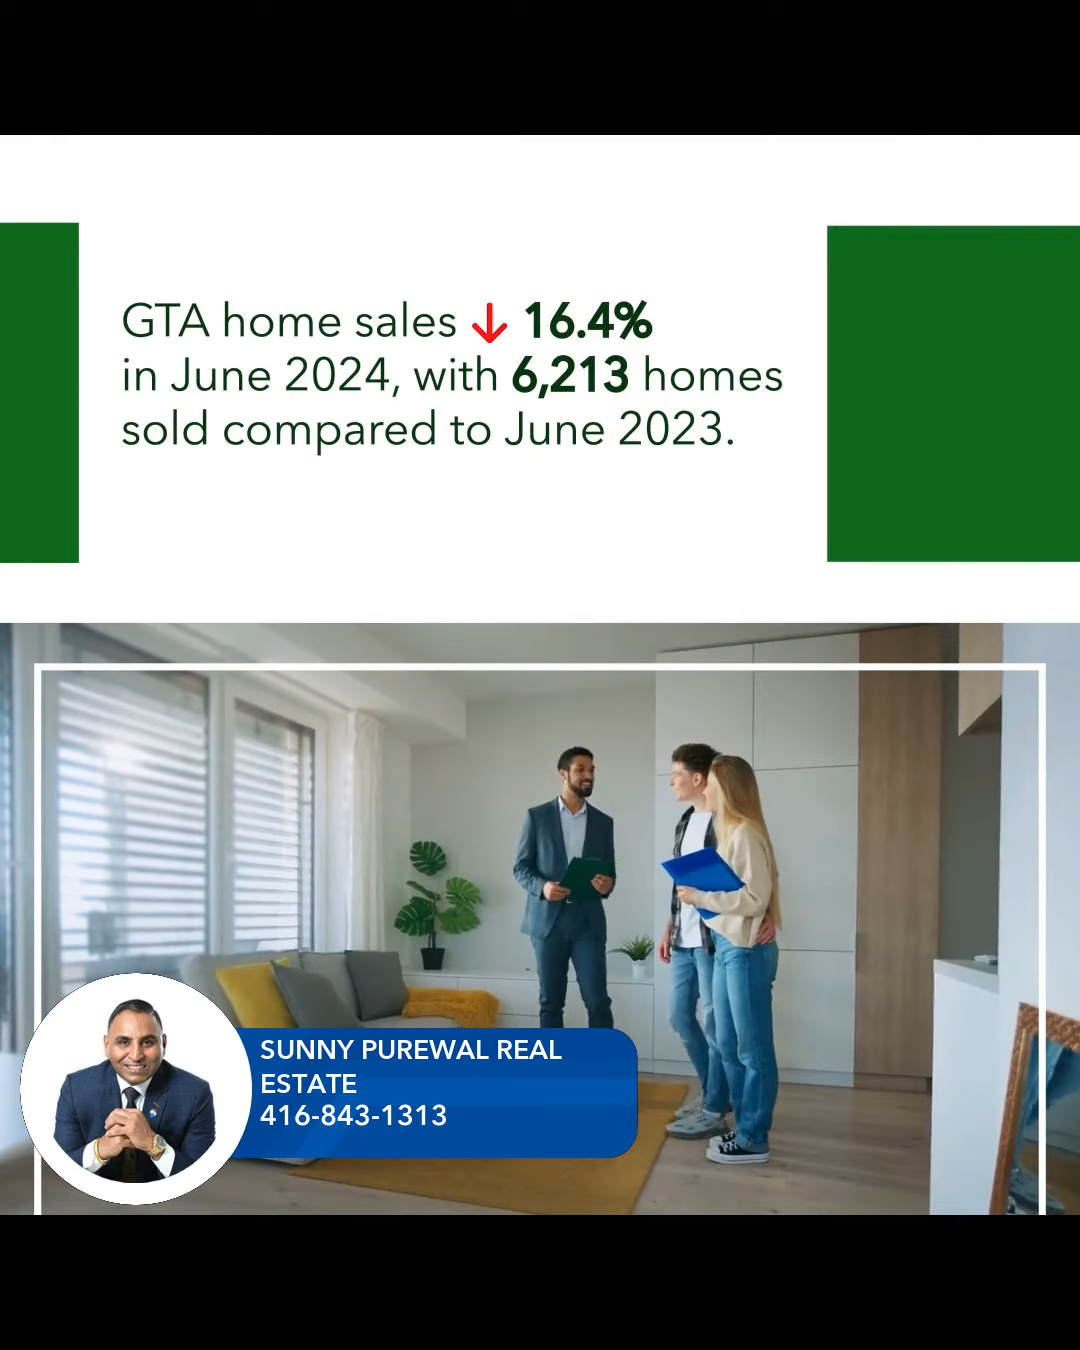 GTA home sales ↓ 16.4%
in June 2024, with 6,213 homes
sold compared to June 2023.
SUNNY PUREWAL REAL
ESTATE
416-843-1313